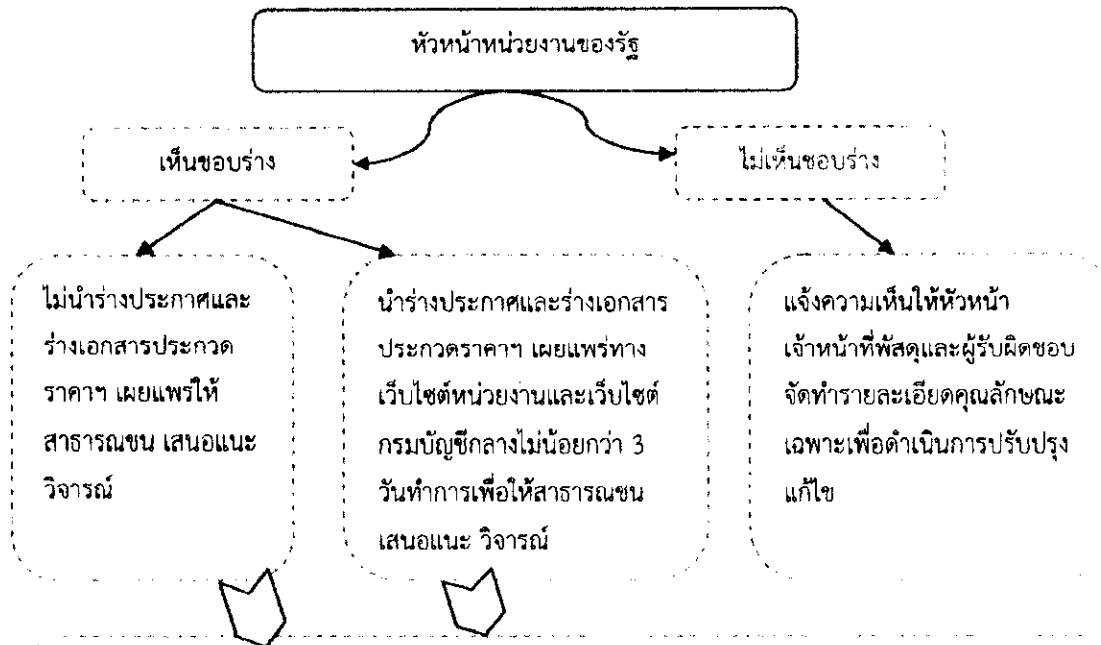 หัวหน้าหน่วยงานของรัฐ
เห็นชอบร่าง
ไม่เห็นชอบร่าง
ไม่นำร่างประกาศและ
ร่างเอกสารประกวด
ราคาฯ เผยแพร่ให้
สาธารณชน เสนอแนะ
วิจารณ์
นำร่างประกาศและร่างเอกสาร
ประกวดราคาฯ เผยแพร่ทาง
เว็บไซต์หน่วยงานและเว็บไซต์
กรมบัญชีกลางไม่น้อยกว่า 3
วันทำการเพื่อให้สาธารณชน
เสนอแนะ วิจารณ์
แจ้งความเห็นให้หัวหน้า
เจ้าหน้าที่พัสดุและผู้รับผิดชอบ
จัดทำรายละเอียดคุณลักษณะ
เฉพาะเพื่อดำเนินการปรับปรุง
แก้ไข